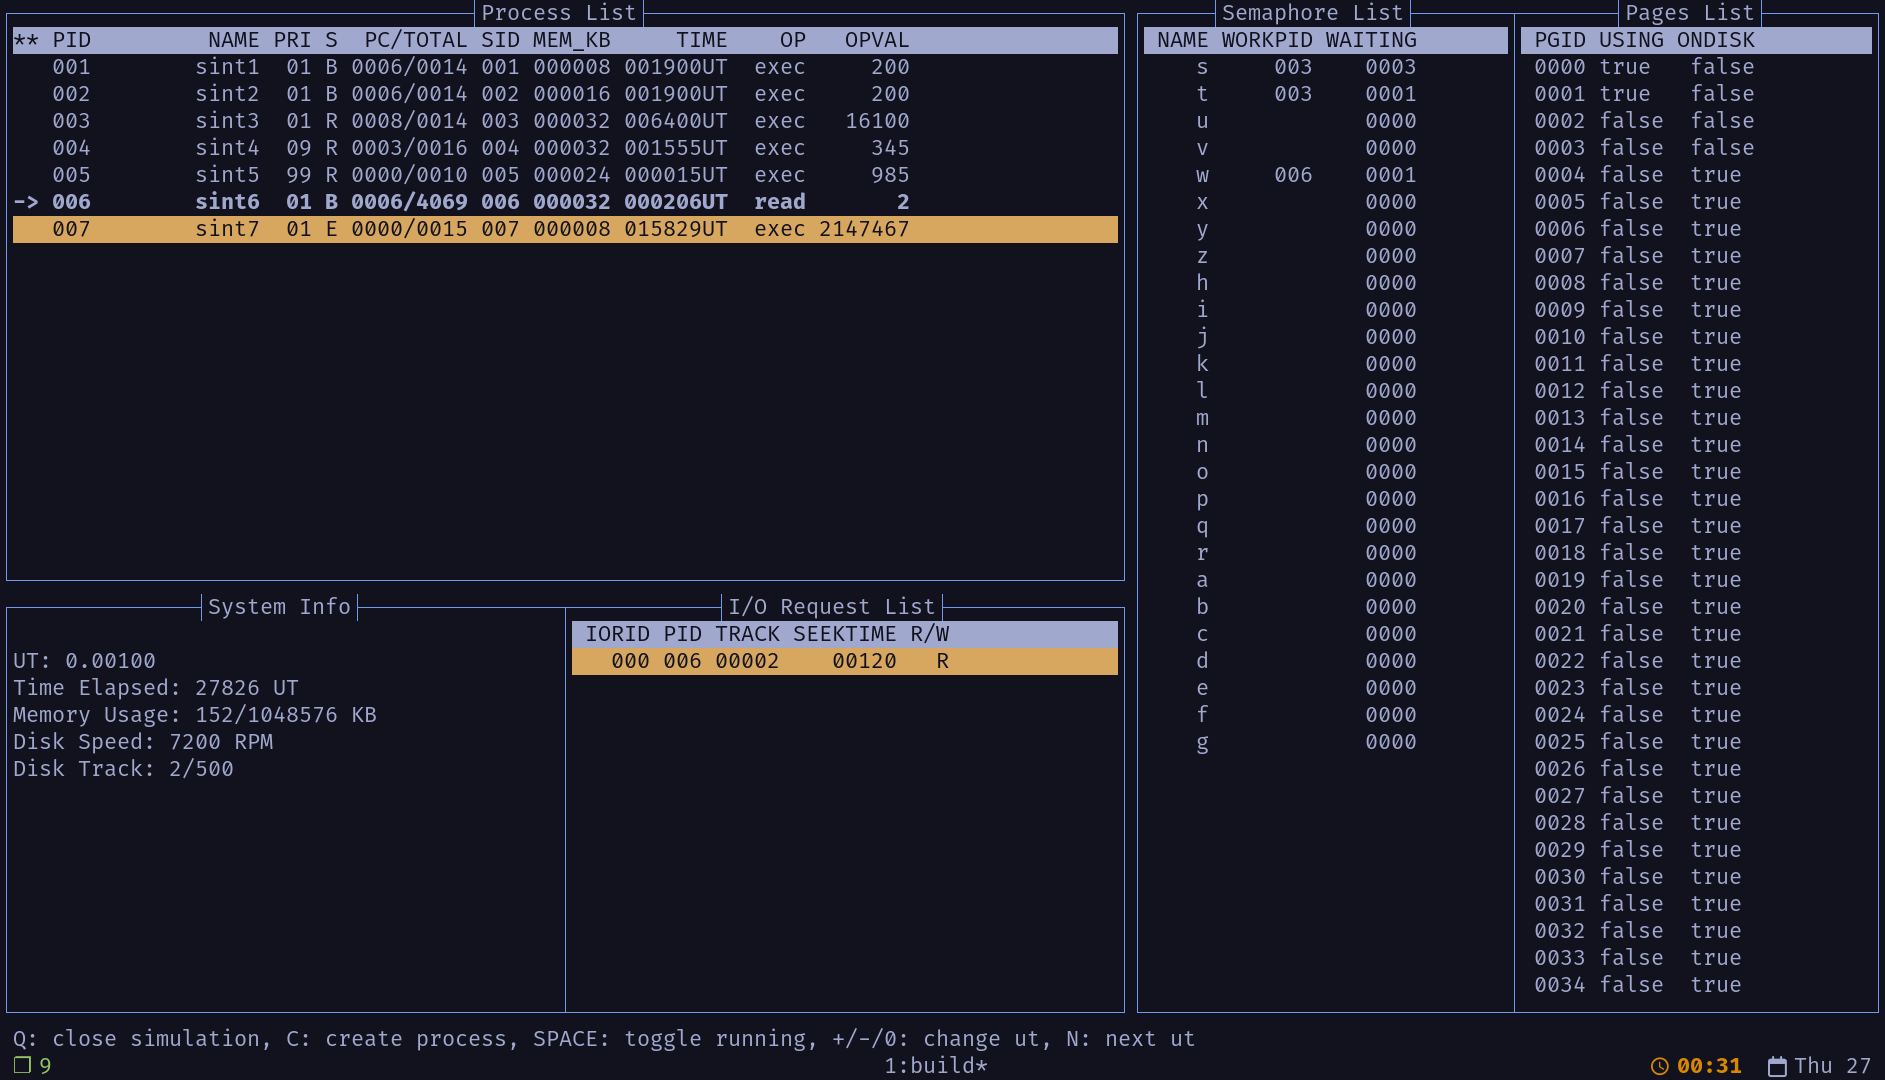 Process List
** PID NAME PRI S PC/TOTAL SID MEM_KB TIME OP OPVAL
001 sint1 01 B 0006/0014 001 000008 001900UT exec 200
002 sint2 01 B 0006/0014 002 000016 001900UT exec 200
003 sint3 01 R 0008/0014 003 000032 006400UT exec 16100
004 sint4 09 R 0003/0016 004 000032 001555UT exec 345
005 sint5 99 R 0000/0010 005 000024 000015UT exec 985
-> 006 sint6 01 B 0006/4069 006 000032 000206UT read 2
007 sint7 01 E 0000/0015 007 000008 015829UT exec 2147467
System Info
UT: 0.00100
Time Elapsed: 27826 UT
Memory Usage: 152/1048576 KB
Disk Speed: 7200 RPM
Disk Track: 2/500
I/O Request List
IORID PID TRACK SEEKTIME R/W
000 006 00002 00120 R
Semaphore List
NAME WORKPID WAITING
s 003 0003
t 003 0001
u 0000
v 0000
w 006 0001
x 0000
y 0000
z 0000
h 0000
i 0000
j 0000
k 0000
l 0000
m 0000
n 0000
o 0000
p 0000
q 0000
r 0000
a 0000
b 0000
c 0000
d 0000
e 0000
f 0000
g 0000
Pages List
PGID USING ONDISK
0000 true false
0001 true false
0002 false false
0003 false false
0004 false true
0005 false true
0006 false true
0007 false true
0008 false true
0009 false true
0010 false true
0011 false true
0012 false true
0013 false true
0014 false true
0015 false true
0016 false true
0017 false true
0018 false true
0019 false true
0020 false true
0021 false true
0022 false true
0023 false true
0024 false true
0025 false true
0026 false true
0027 false true
0028 false true
0029 false true
0030 false true
0031 false true
0032 false true
0033 false true
0034 false true
Q: close simulation, C: create process, SPACE: toggle running, +/-/0: change ut, N: next ut
9 1:build* 00:31 Thu 27